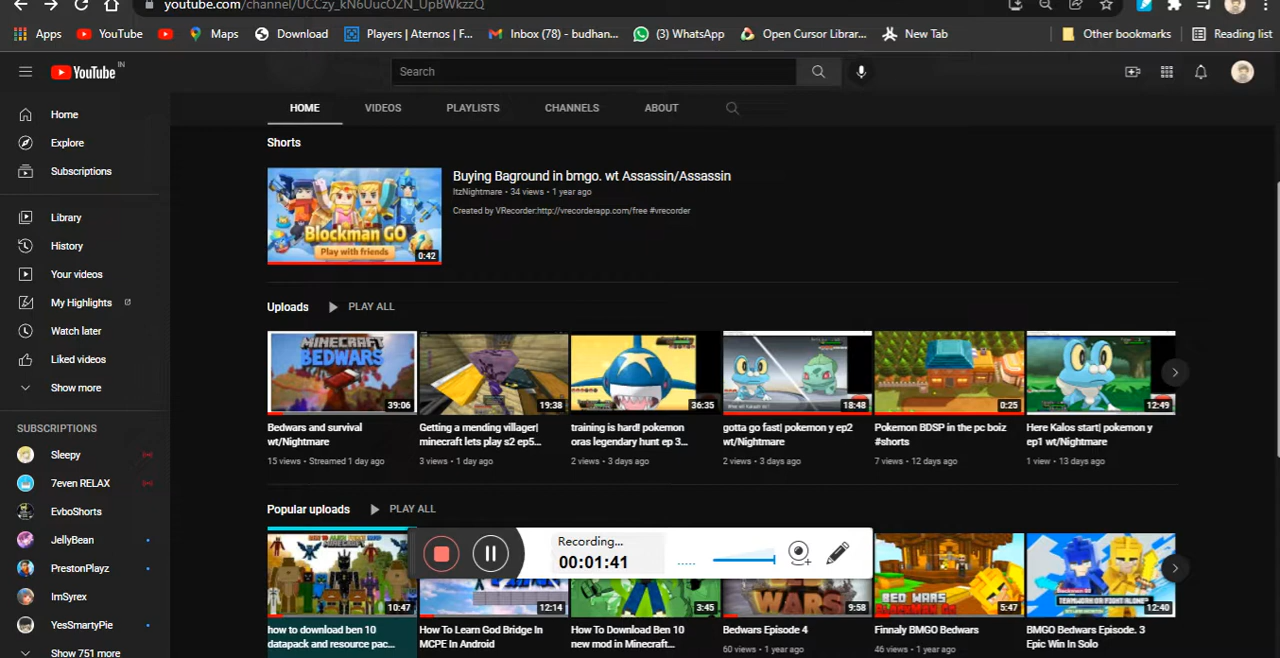 youtube.com/channel/UCCzy_kN6UucOZN_UpBWkzzQ
Apps
YouTube
Maps
Download
Players | Aternos | F...
Inbox (78) - budhan...
(3) WhatsApp
Open Cursor Librar...
New Tab
Other bookmarks
Reading list
YouTube IN
Search
HOME
VIDEOS
PLAYLISTS
CHANNELS
ABOUT
Home
Explore
Subscriptions
Library
History
Your videos
My Highlights
Watch later
Liked videos
Show more
SUBSCRIPTIONS
Sleepy
7even RELAX
EvboShorts
JellyBean
PrestonPlayz
ImSyrex
YesSmartyPie
Show 751 more
Shorts
Blockman GO
Play with friends
0:42
Buying Baground in bmgo. wt Assassin/Assassin
ItzNightmare • 34 views • 1 year ago
Created by VRecorder:http://vrecorderapp.com/free #vrecorder
Uploads
PLAY ALL
MINECRAFT
BEDWARS
39:06
19:38
36:35
18:48
0:25
12:49
Bedwars and survival
wt/Nightmare
15 views • Streamed 1 day ago
Getting a mending villager|
minecraft lets play s2 ep5...
3 views • 1 day ago
training is hard! pokemon
oras legendary hunt ep 3...
2 views • 3 days ago
gotta go fast| pokemon y ep2
wt/Nightmare
2 views • 3 days ago
Pokemon BDSP in the pc boiz
#shorts
7 views • 12 days ago
Here Kalos start| pokemon y
ep1 wt/Nightmare
1 view • 13 days ago
Popular uploads
PLAY ALL
Recording...
00:01:41
10:47
12:14
3:45
WARS
9:58
BED WARS
BLOCKMAN GO
5:47
TEAMWORK OR FIGHT ALONE?
12:40
how to download ben 10
datapack and resource pac...
How To Learn God Bridge In
MCPE In Android
How To Download Ben 10
new mod in Minecraft...
Bedwars Episode 4
60 views • 1 year ago
Finnaly BMGO Bedwars
46 views • 1 year ago
BMGO Bedwars Episode. 3
Epic Win In Solo